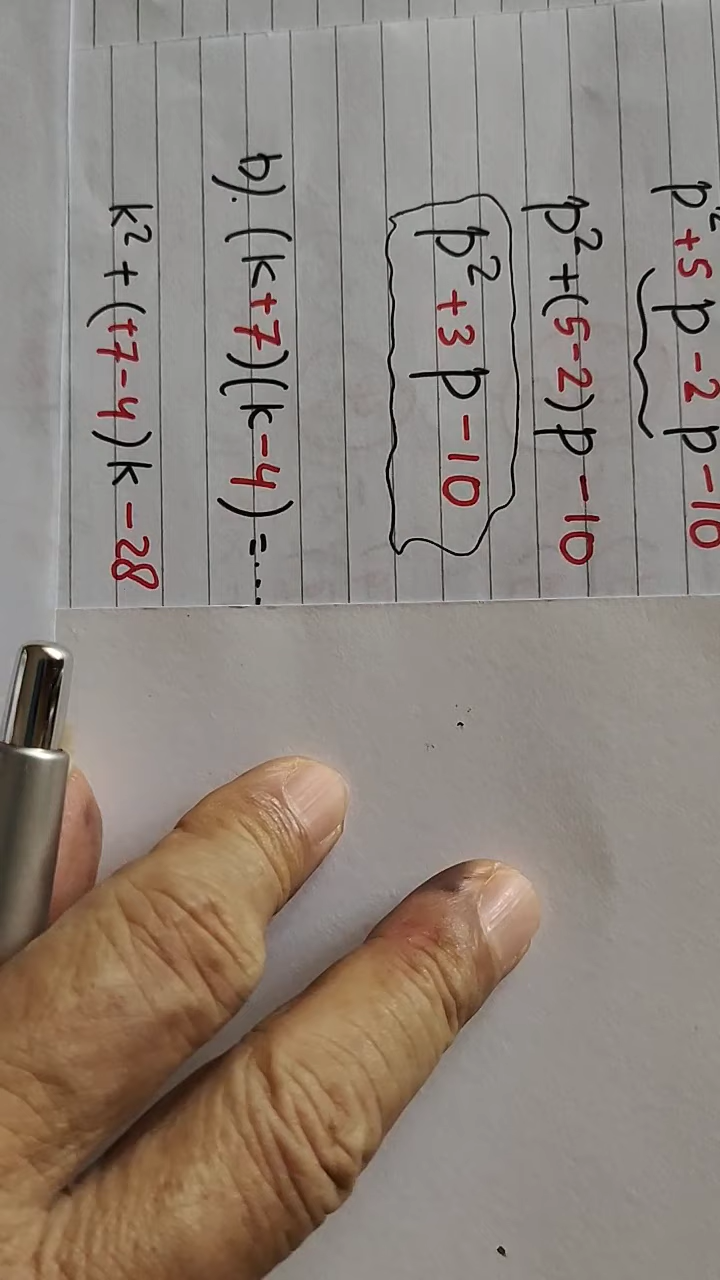 p²+5p-2p-10
p²+(5-2)p-10
p²+3p-10
b). (k+7)(k-4)=....
k²+(+7-4)k-28